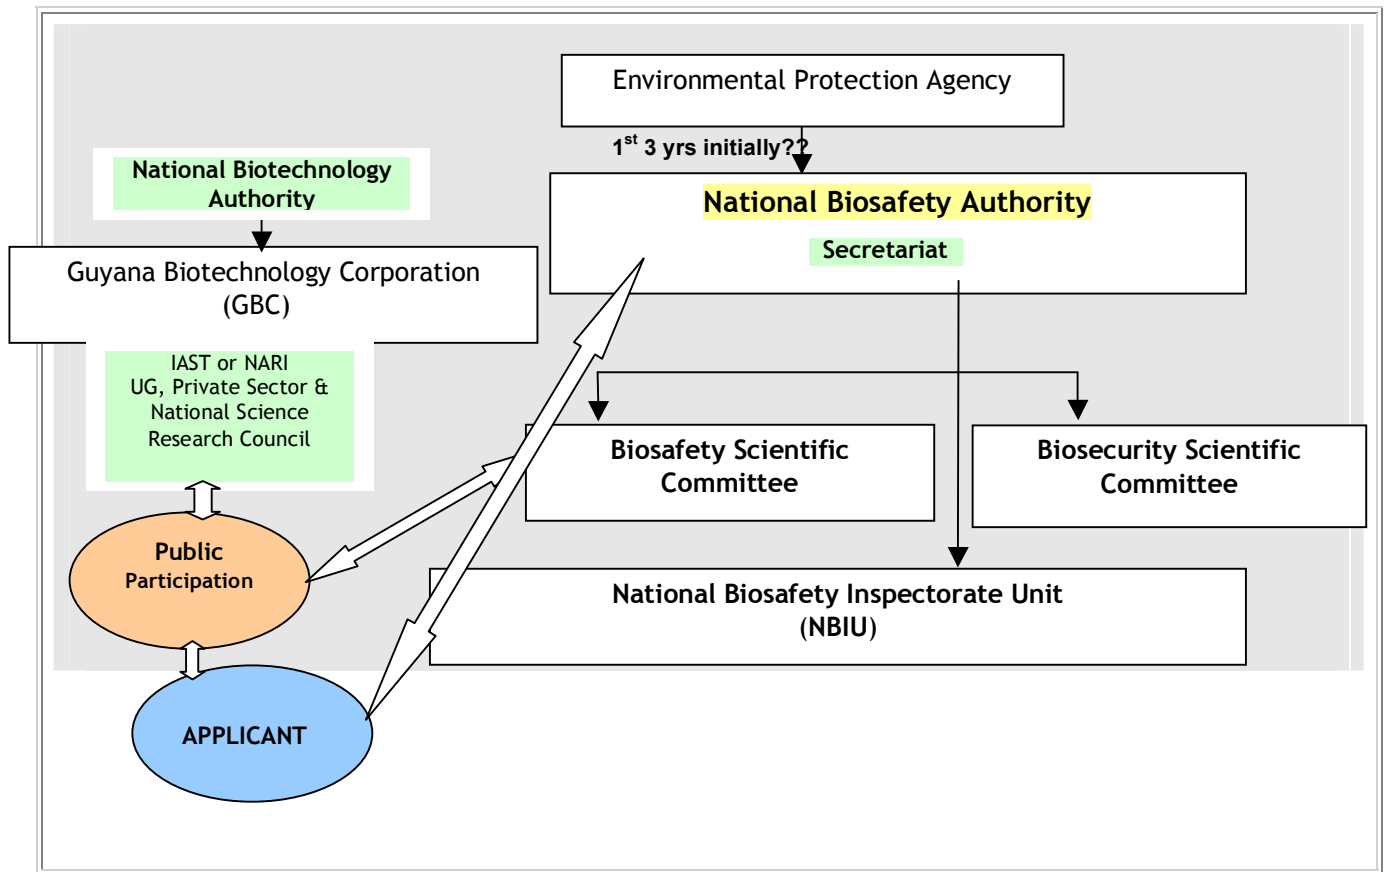 Environmental Protection Agency
1st 3 yrs initially??
National Biotechnology
Authority
National Biosafety Authority
Secretariat
Guyana Biotechnology Corporation
(GBC)
IAST or NARI
UG, Private Sector &
National Science
Research Council
Biosafety Scientific
Committee
Biosecurity Scientific
Committee
Public
Participation
National Biosafety Inspectorate Unit
(NBIU)
APPLICANT